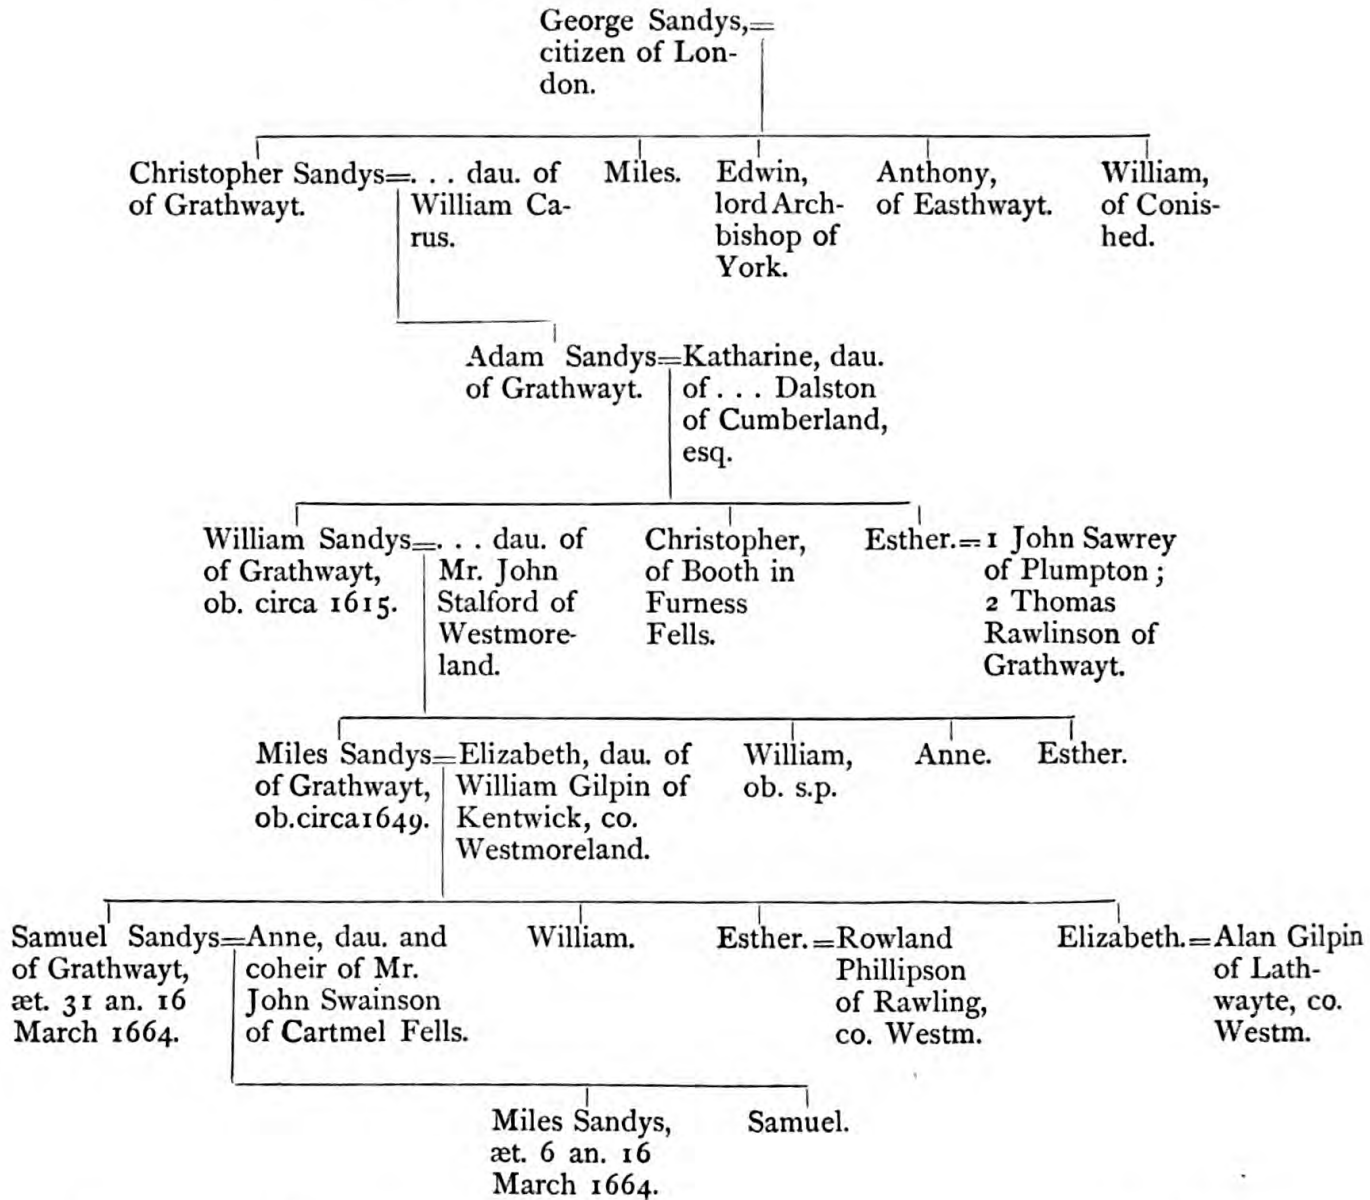 George Sandys,=
citizen of Lon-
don.
Christopher Sandys=. . . dau. of
of Grathwayt.
William Ca-
rus.
Miles.
Edwin,
lord Arch-
bishop of
York.
Anthony,
of Easthwayt.
William,
of Conis-
hed.
Adam Sandys=Katharine, dau.
of Grathwayt.
of . . . Dalston
of Cumberland,
esq.
William Sandys=. . . dau. of
of Grathwayt,
ob. circa 1615.
Mr. John
Stalford of
Westmore-
land.
Christopher,
of Booth in
Furness
Fells.
Esther.=1 John Sawrey
of Plumpton ;
2 Thomas
Rawlinson of
Grathwayt.
Miles Sandys=Elizabeth, dau. of
of Grathwayt,
ob.circa1649.
William Gilpin of
Kentwick, co.
Westmoreland.
William,
ob. s.p.
Anne.
Esther.
Samuel Sandys=Anne, dau. and
of Grathwayt,
æt. 31 an. 16
March 1664.
coheir of Mr.
John Swainson
of Cartmel Fells.
William.
Esther.=Rowland
Phillipson
of Rawling,
co. Westm.
Elizabeth.=Alan Gilpin
of Lath-
wayte, co.
Westm.
Miles Sandys,
æt. 6 an. 16
March 1664.
Samuel.